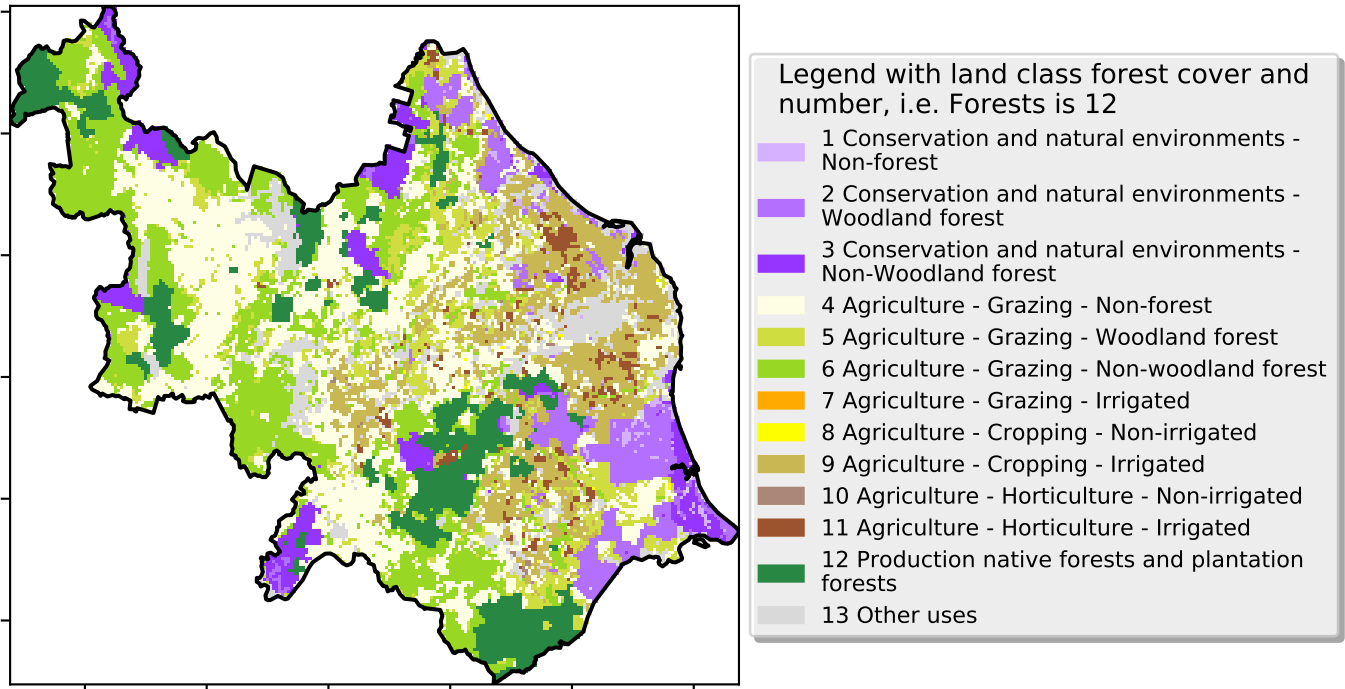 Legend with land class forest cover and
number, i.e. Forests is 12
1 Conservation and natural environments -
Non-forest
2 Conservation and natural environments -
Woodland forest
3 Conservation and natural environments -
Non-Woodland forest
4 Agriculture - Grazing - Non-forest
5 Agriculture - Grazing - Woodland forest
6 Agriculture - Grazing - Non-woodland forest
7 Agriculture - Grazing - Irrigated
8 Agriculture - Cropping - Non-irrigated
9 Agriculture - Cropping - Irrigated
10 Agriculture - Horticulture - Non-irrigated
11 Agriculture - Horticulture - Irrigated
12 Production native forests and plantation
forests
13 Other uses